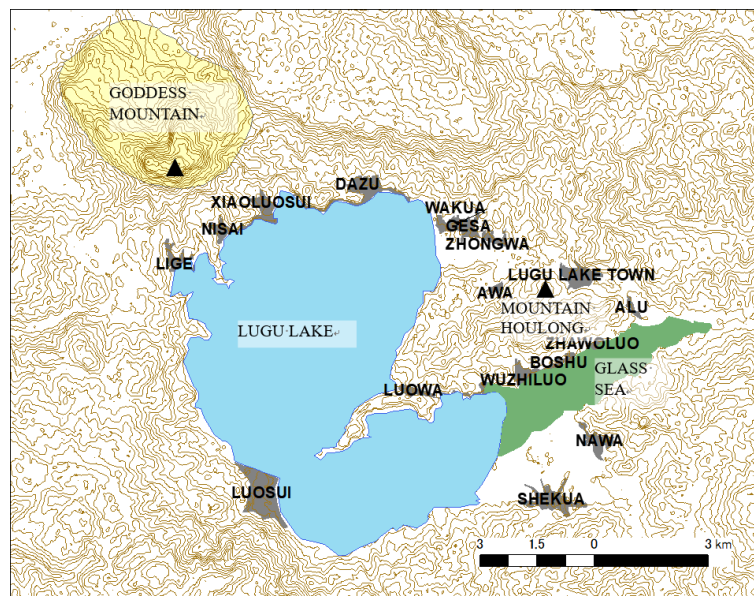 GODDESS
MOUNTAIN
DAZU
XIAOLUOSUI
WAKUA
NISAI
GESA
ZHONGWA
LIGE
LUGU LAKE TOWN
AWA
MOUNTAIN
HOULONG
ALU
LUGU LAKE
ZHAWOLUO
BOSHU
GLASS
SEA
WUZHILUO
LUOWA
NAWA
LUOSUI
SHEKUA
3 1.5 0 3 km